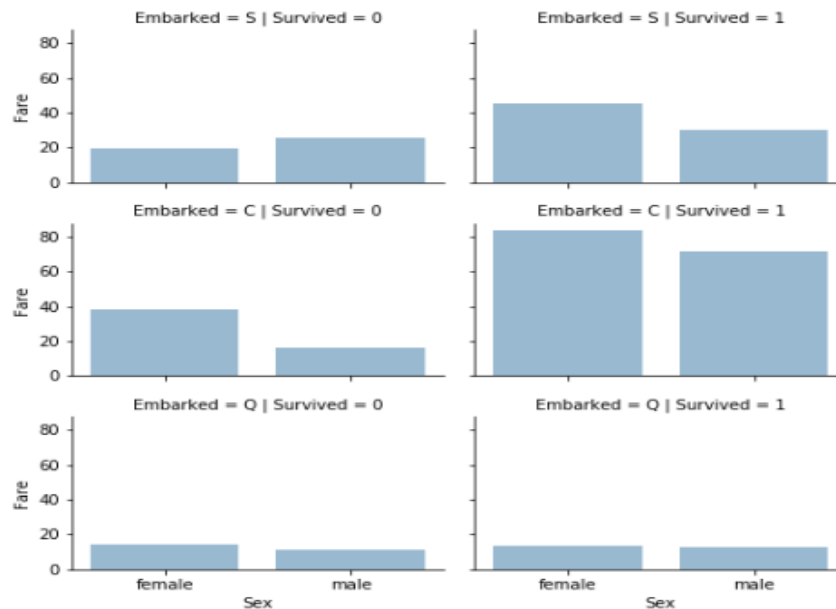 Embarked = S | Survived = 0
Embarked = S | Survived = 1
80
60
40
20
0
Fare
Embarked = C | Survived = 0
Embarked = C | Survived = 1
80
60
40
20
0
Fare
Embarked = Q | Survived = 0
Embarked = Q | Survived = 1
80
60
40
20
0
Fare
female male
Sex
female male
Sex